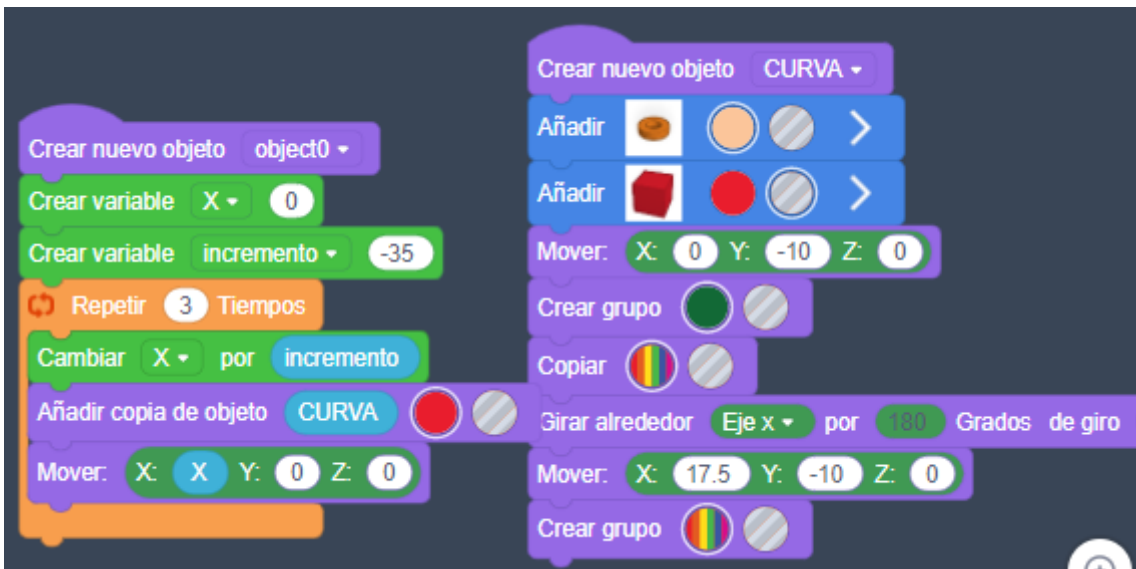 Crear nuevo objeto object0
Crear variable X 0
Crear variable incremento -35
Repetir 3 Tiempos
Cambiar X por incremento
Añadir copia de objeto CURVA
Mover: X: X Y: 0 Z: 0
Crear nuevo objeto CURVA
Añadir
Añadir
Mover: X: 0 Y: -10 Z: 0
Crear grupo
Copiar
Girar alrededor Eje x por 180 Grados de giro
Mover: X: 17.5 Y: -10 Z: 0
Crear grupo